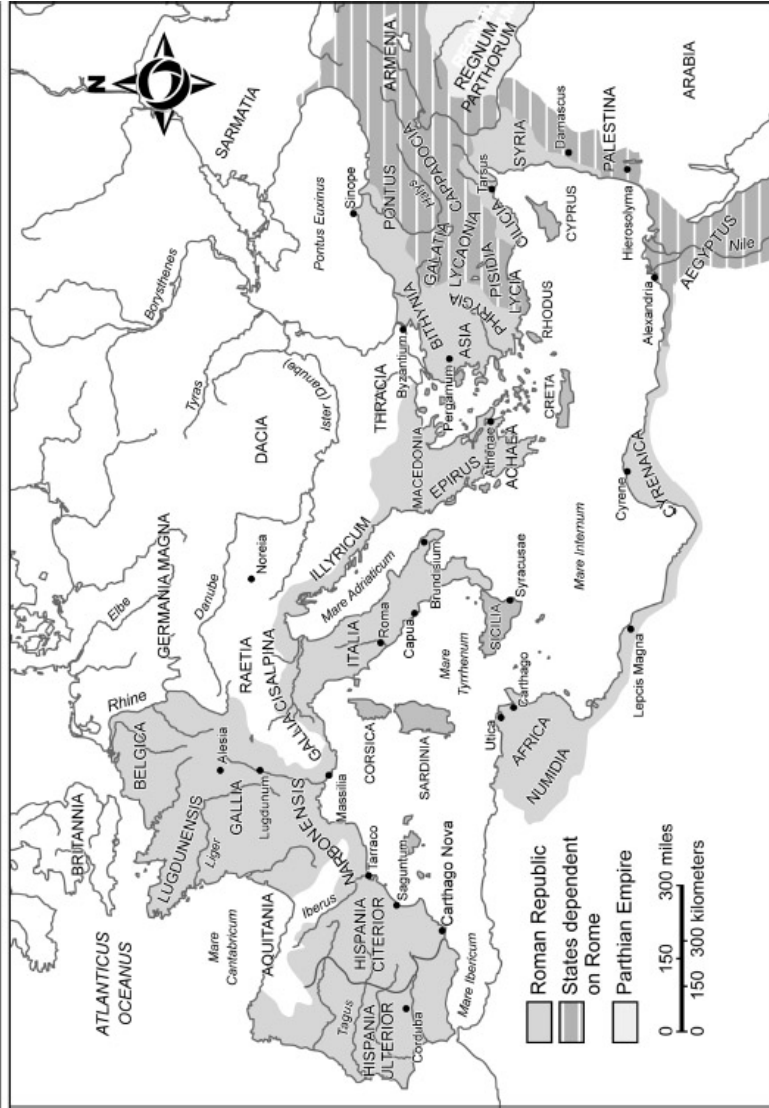 N
SARMATIA
ARMENIA
REGNUM
PARTHORUM
ARABIA
PONTUS
CAPPADOCIA
Halys
SYRIA
Damascus
PALESTINA
Tarsus
Sinope
Pontus Euxinus
GALATIA
LYCAONIA
CILICIA
CYPRUS
Hierosolyma
AEGYPTUS
Nile
PISIDIA
LYCIA
PHRYGIA
BITHYNIA
ASIA
RHODUS
Alexandria
Borysthenes
Tyras
Ister (Danube)
THRACIA
Byzantium
Pergamum
CRETA
DACIA
MACEDONIA
EPIRUS
Athenae
ACHAEA
Cyrene
CYRENAICA
GERMANIA MAGNA
Elbe
Danube
Noreia
ILLYRICUM
Mare Adriaticum
Brundisium
Mare Internum
RAETIA
GALLIA CISALPINA
ITALIA
Roma
Capua
Mare
Tyrrhenum
SICILIA
Syracusae
Lepcis Magna
Rhine
BELGICA
Alesia
Lugdunum
GALLIA
LUGDUNENSIS
Liger
NARBONENSIS
Massilia
CORSICA
SARDINIA
Utica
Carthago
AFRICA
NUMIDIA
BRITANNIA
ATLANTICUS
OCEANUS
Mare
Cantabricum
AQUITANIA
Iberus
Tarraco
Saguntum
Carthago Nova
HISPANIA
CITERIOR
Tagus
HISPANIA
ULTERIOR
Corduba
Mare Ibericum
Roman Republic
States dependent
on Rome
Parthian Empire
0 150 300 miles
0 150 300 kilometers